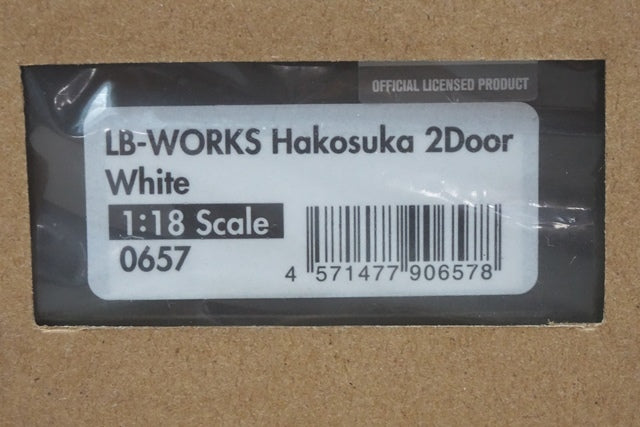 OFFICIAL LICENSED PRODUCT
LB-WORKS Hakosuka 2Door
White
1:18 Scale
0657
4 571477 906578